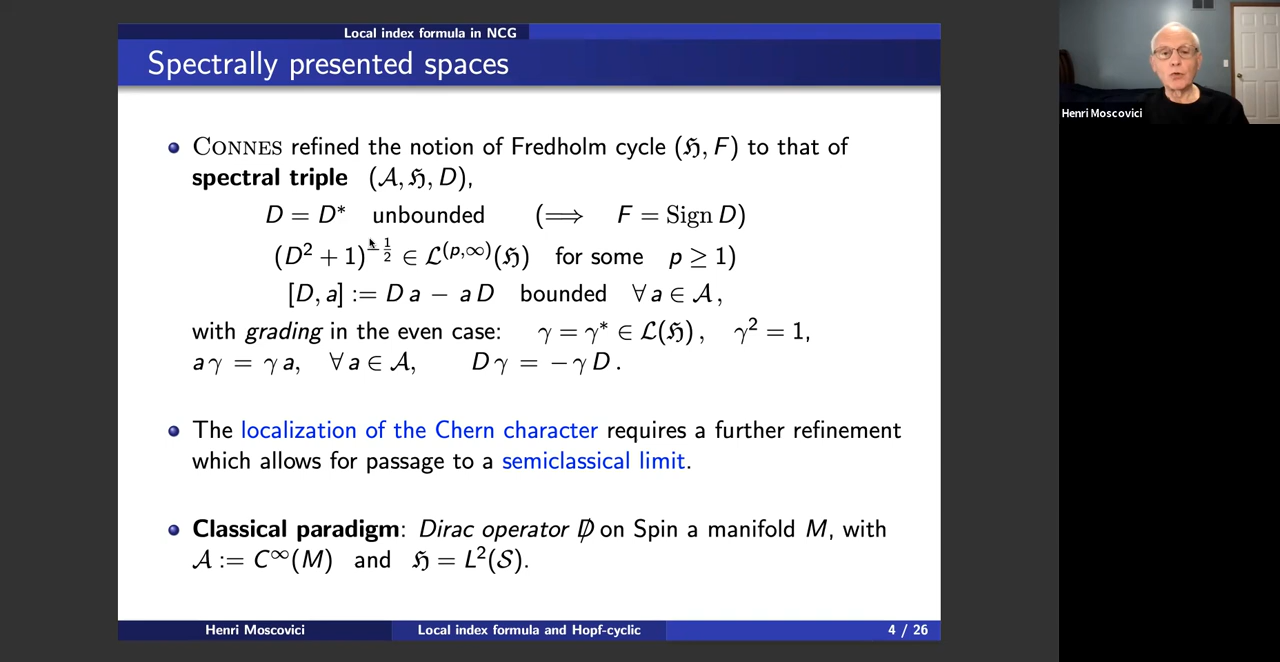 Local index formula in NCG
Spectrally presented spaces
Henri Moscovici
• CONNES refined the notion of Fredholm cycle (ℌ, F) to that of
spectral triple (𝒜, ℌ, D),
D = D* unbounded (⟹ F = Sign D)
(D² + 1)^{−1/2} ∈ ℒ^{(p,∞)}(ℌ) for some p ≥ 1)
[D, a] := D a − a D bounded ∀ a ∈ 𝒜,
with grading in the even case: γ = γ* ∈ ℒ(ℌ), γ² = 1,
a γ = γ a, ∀ a ∈ 𝒜, D γ = −γ D.
• The localization of the Chern character requires a further refinement
which allows for passage to a semiclassical limit.
• Classical paradigm: Dirac operator D̸ on Spin a manifold M, with
𝒜 := C^∞(M) and ℌ = L²(𝒮).
Henri Moscovici Local index formula and Hopf-cyclic 4 / 26